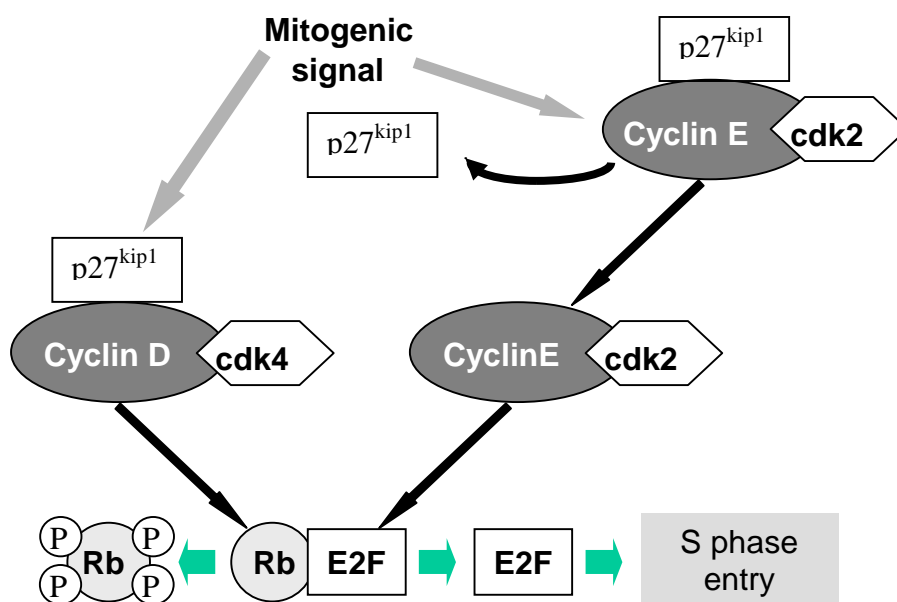 Mitogenic
signal
p27kip1
Cyclin E
cdk2
p27kip1
p27kip1
Cyclin D
cdk4
CyclinE
cdk2
P
P
P
P
Rb
Rb
E2F
E2F
S phase
entry